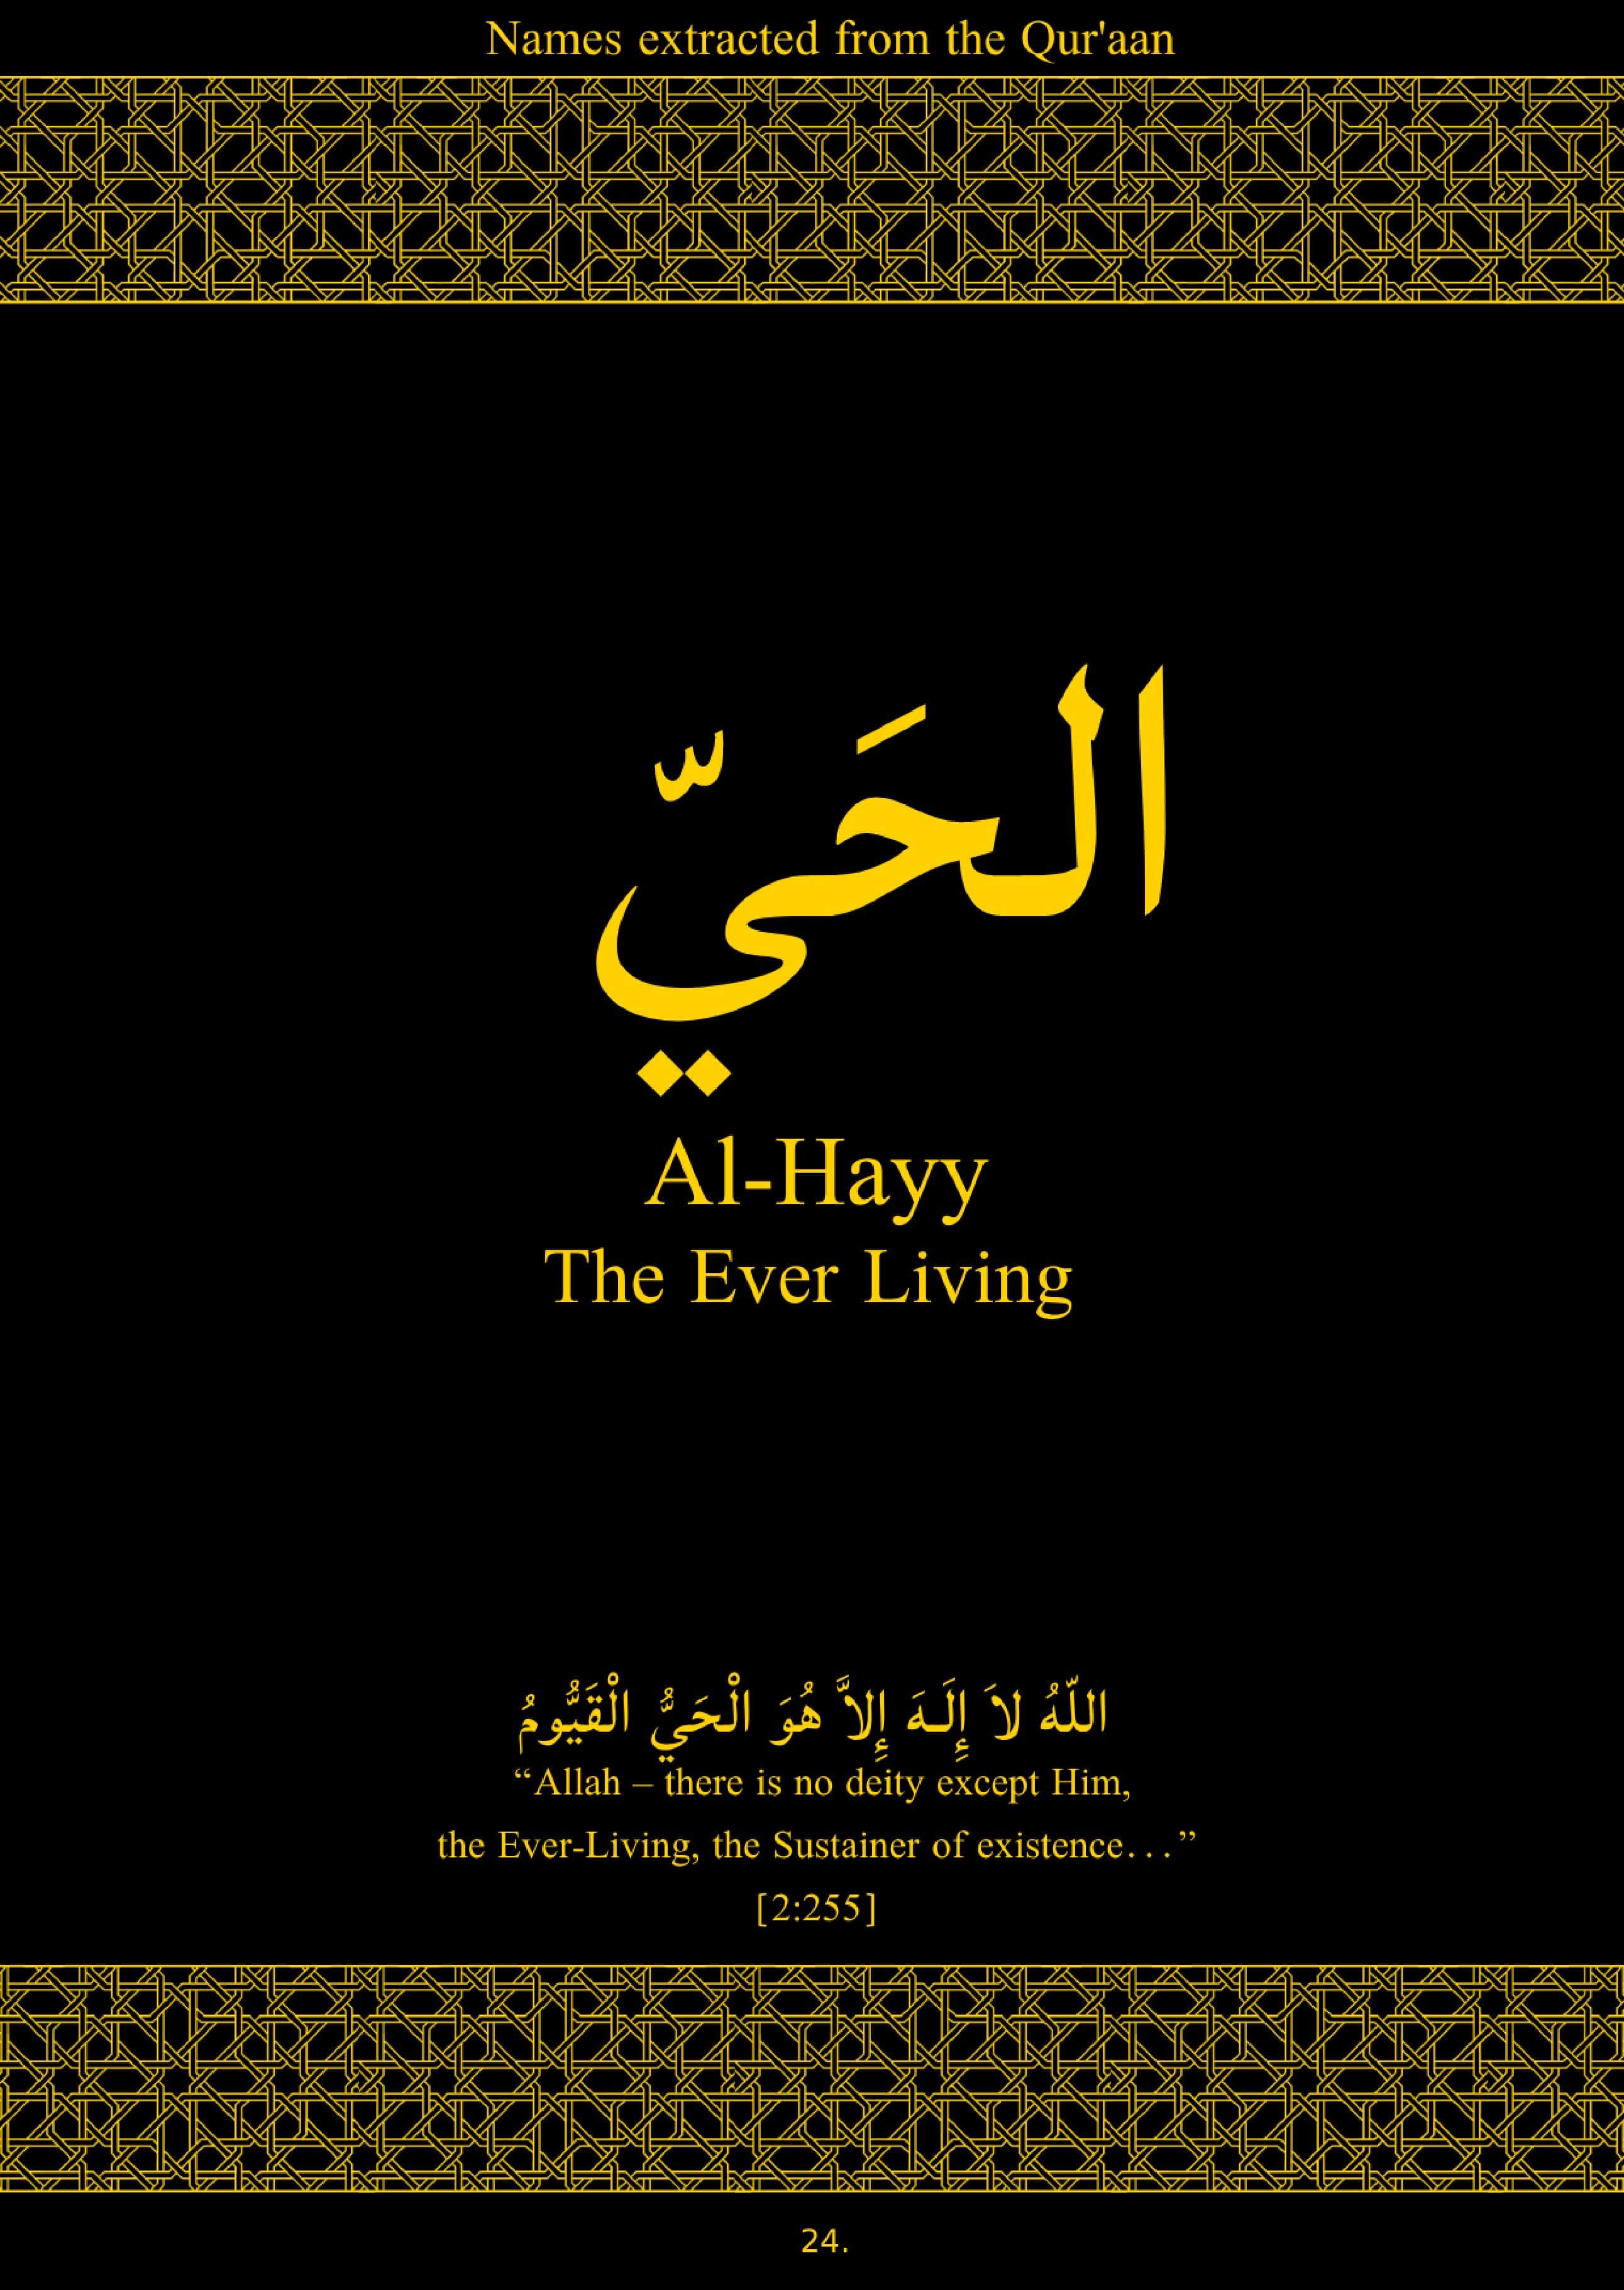 Names extracted from the Qur'aan
الحَيّ
Al-Hayy
The Ever Living
اللّهُ لاَ إِلَـهَ إِلاَّ هُوَ الْحَيُّ الْقَيُّومُ
“Allah – there is no deity except Him,
the Ever-Living, the Sustainer of existence…”
[2:255]
24.